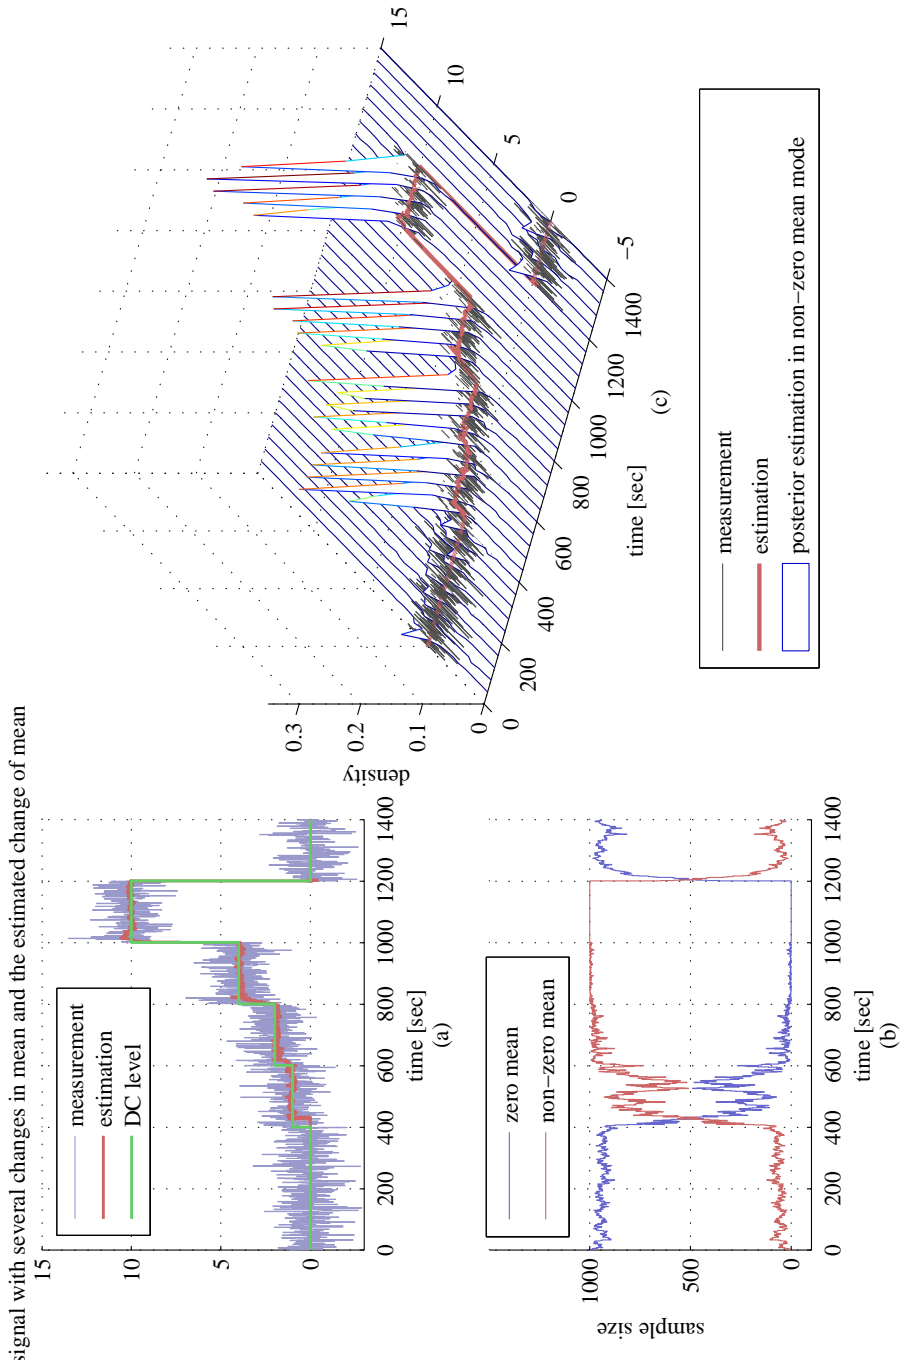 signal with several changes in mean and the estimated change of mean
15
10
5
0
measurement
estimation
DC level
0
200
400
600
800
1000
1200
1400
time [sec]
(a)
sample size
1000
500
0
zero mean
non−zero mean
0
200
400
600
800
1000
1200
1400
time [sec]
(b)
density
0.3
0.2
0.1
0
0
200
400
600
800
1000
1200
1400
−5
0
5
10
15
time [sec]
(c)
measurement
estimation
posterior estimation in non−zero mean mode